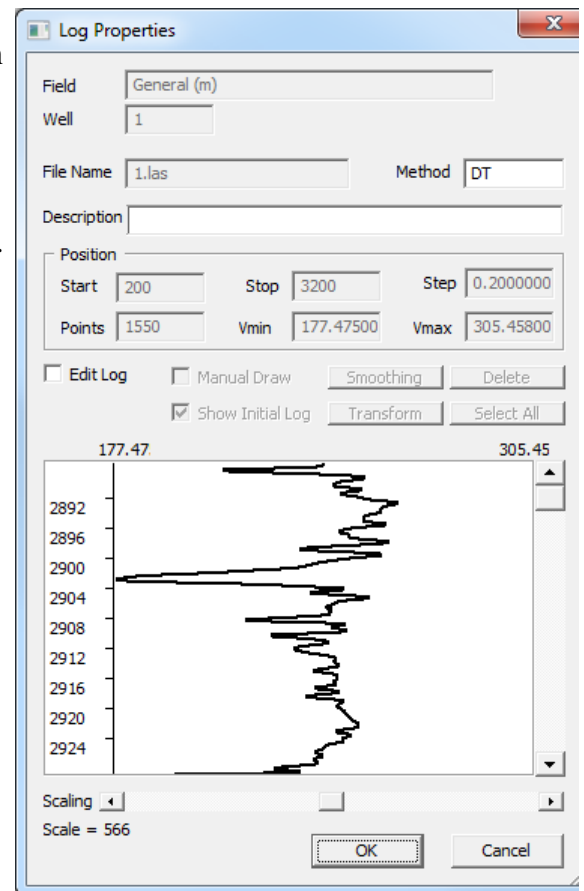 Log Properties
Field General (m)
Well 1
File Name 1.las Method DT
Description
Position
Start 200 Stop 3200 Step 0.2000000
Points 1550 Vmin 177.47500 Vmax 305.45800
Edit Log Manual Draw Smoothing Delete
Show Initial Log Transform Select All
177.47 305.45
2892
2896
2900
2904
2908
2912
2916
2920
2924
Scaling
Scale = 566
OK Cancel